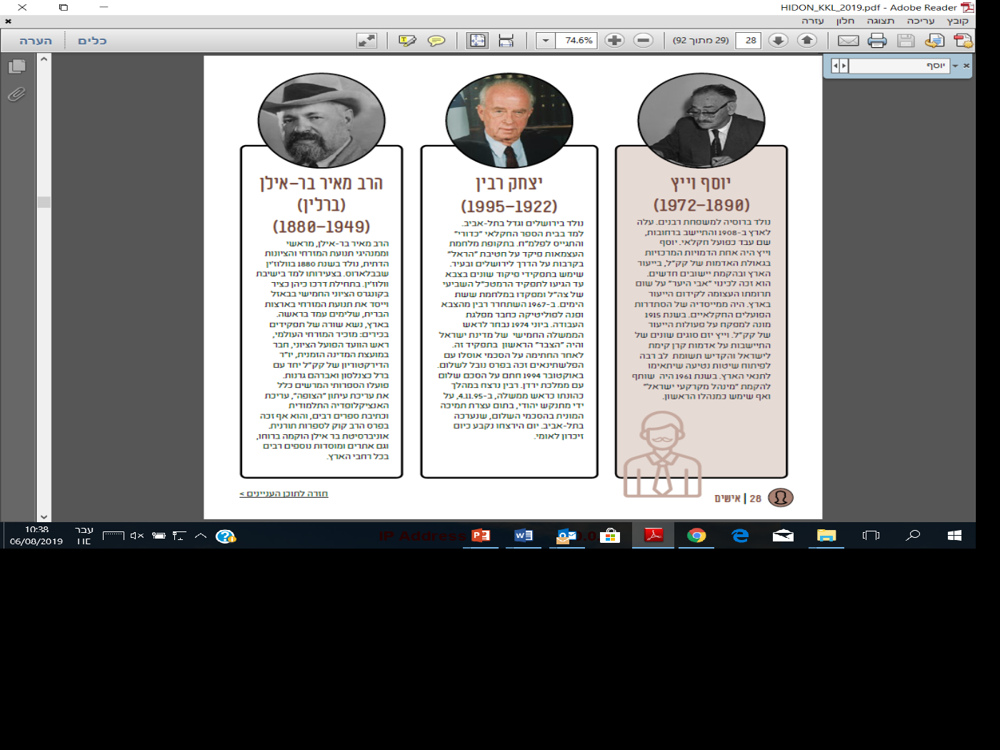 HIDON_KKL_2019.pdf - Adobe Reader
קובץ עריכה תצוגה חלון עזרה
28 (29 מתוך 92) 74.6% כלים הערה
יוסף
יוסף וייץ
(1972–1890)
נולד ברוסיה למשפחת רבנים. עלה
לארץ ב-1908 והתיישב ברחובות,
שם עבד כפועל חקלאי. יוסף
וייץ היה אחת הדמויות המרכזיות
בגאולת האדמות של קק"ל, בייעור
הארץ ובהקמת יישובים חדשים.
הוא זכה לכינוי "אבי היער" על שום
תרומתו העצומה לקידום הייעור
בארץ. היה ממייסדיה של הסתדרות
הפועלים החקלאיים. בשנת 1915
מונה למפקח על פעולות הייעור
של קק"ל. וייץ יזם סוגים שונים של
התיישבות על אדמות קרן קימת
לישראל והקדיש תשומת לב רבה
לפיתוח שיטות נטיעה שיתאימו
לתנאי הארץ. בשנת 1961 היה שותף
להקמת "מינהל מקרקעי ישראל"
ואף שימש כמנהלו הראשון.
יצחק רבין
(1995–1922)
נולד בירושלים וגדל בתל-אביב.
למד בבית הספר החקלאי "כדורי"
והתגייס לפלמ"ח. בתקופת מלחמת
העצמאות פיקד על חטיבת "הראל"
בקרבות על הדרך לירושלים ובעיר.
שימש בתפקידי פיקוד שונים בצבא
עד הגיעו לתפקיד הרמטכ"ל השביעי
של צה"ל ומפקדו במלחמת ששת
הימים. ב-1967 השתחרר רבין מהצבא
ופנה לפוליטיקה כחבר מפלגת
העבודה. ביוני 1974 נבחר לראש
הממשלה החמישי של מדינת ישראל
והיה "הצבר" הראשון בתפקיד זה.
לאחר החתימה על הסכמי אוסלו עם
הפלשתינאים זכה בפרס נובל לשלום.
באוקטובר 1994 חתם על הסכם שלום
עם ממלכת ירדן. רבין נרצח במהלך
כהונתו כראש ממשלה, ב-4.11.95, על
ידי מתנקש יהודי, בתום עצרת תמיכה
המונית בהסכמי השלום, שנערכה
בתל-אביב. יום הירצחו נקבע כיום
זיכרון לאומי.
הרב מאיר בר-אילן
(ברלין)
(1880–1949)
הרב מאיר בר-אילן, מראשי
וממנהיגי תנועת המזרחי והציונות
הדתית, נולד בשנת 1880 בוולוז'ין
שבבלארוס. בצעירותו למד בישיבת
וולוז'ין. בתחילת דרכו כיהן כציר
בקונגרס הציוני החמישי בבאזל
וייסד את תנועת המזרחי בארצות
הברית, שלימים עמד בראשה.
בארץ, נשא שורה של תפקידים
בכירים: מזכיר המזרחי העולמי,
ראש הוועד הפועל הציוני, חבר
במועצת המדינה הזמנית, יו"ר
הדירקטוריון של קק"ל יחד עם
ברל כצנלסון ואברהם גרנות.
פועלו הספרותי המרשים כלל
את עריכת עיתון "הצופה", עריכת
האנציקלופדיה התלמודית
וכתיבת ספרים רבים, והוא אף זכה
בפרס הרב קוק לספרות תורנית.
אוניברסיטת בר אילן הוקמה ברוחו,
וגם אתרים ומוסדות נוספים רבים
בכל רחבי הארץ.
28 | אישים
חזרה לתוכן העניינים >
IP Address
עבר 10:38
HE 06/08/2019